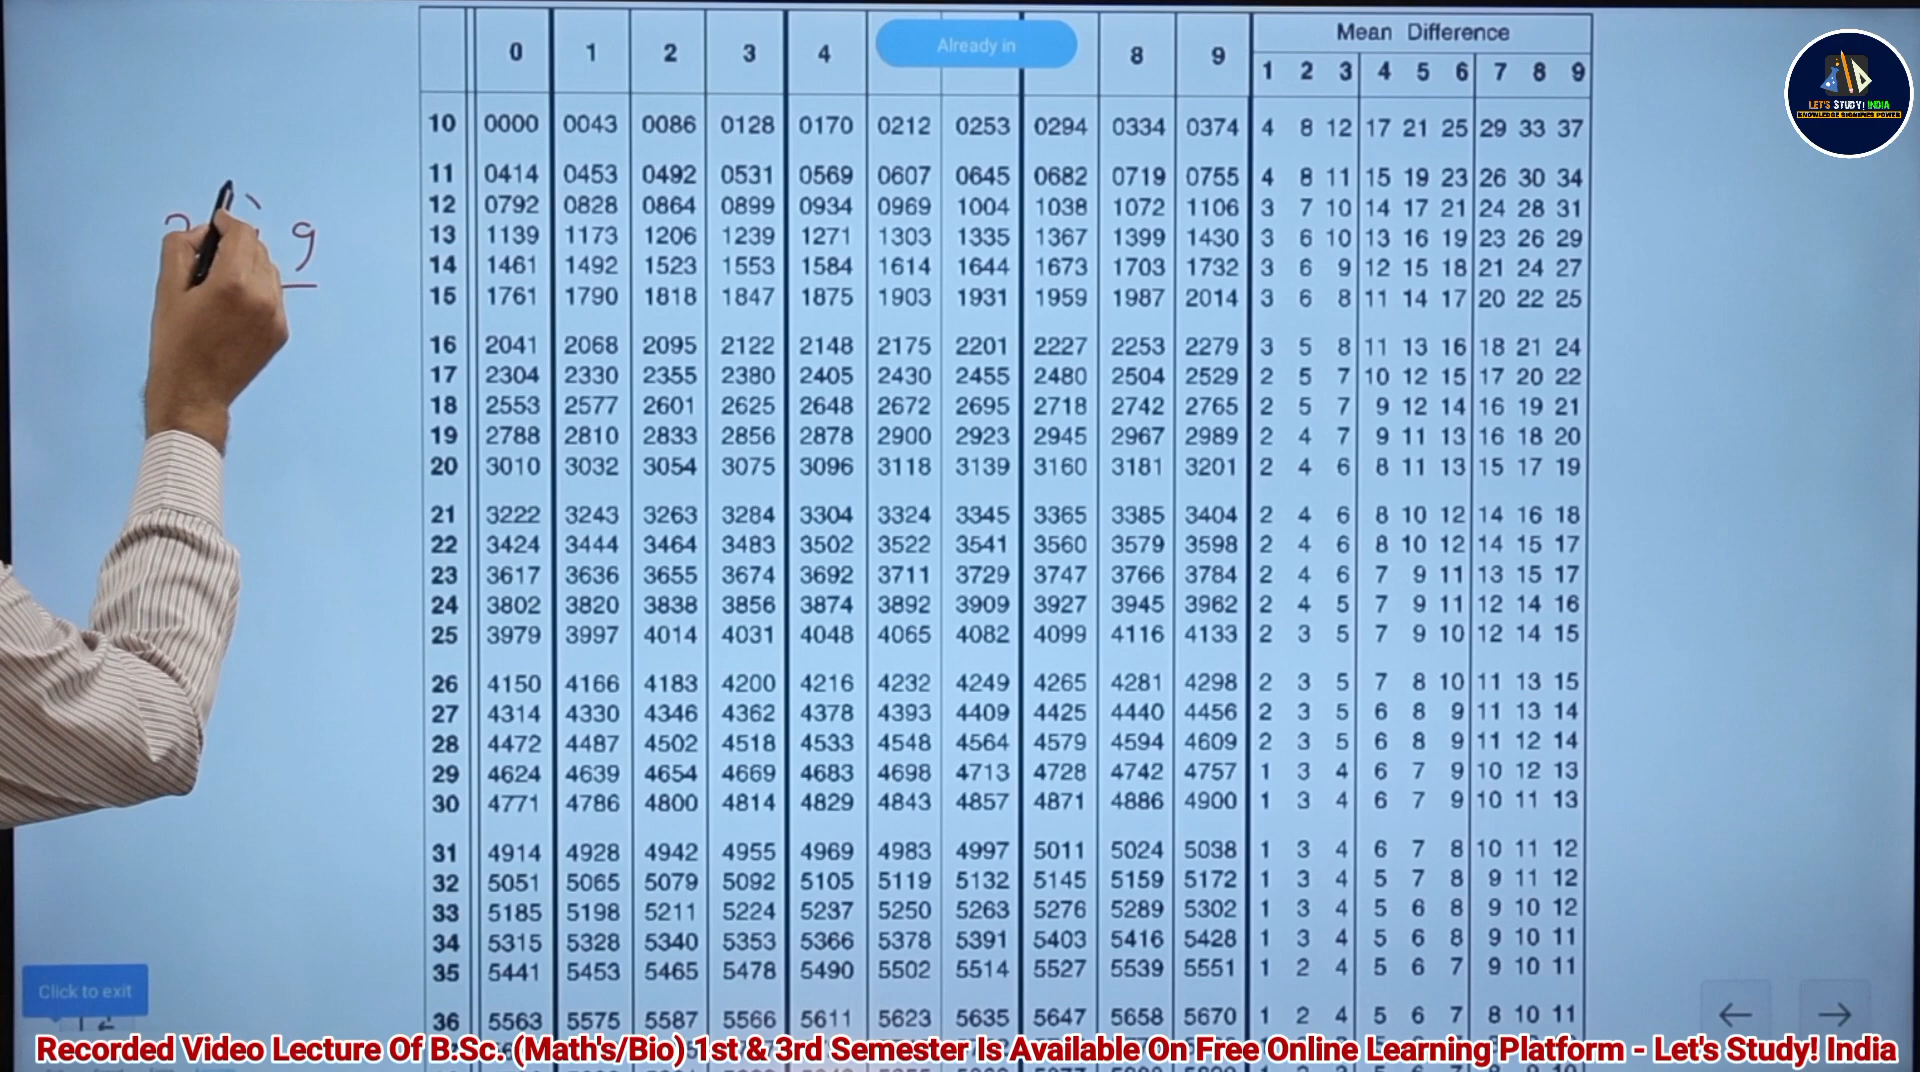 Mean Difference
0 1 2 3 4 Already in 8 9 1 2 3 4 5 6 7 8 9
10 0000 0043 0086 0128 0170 0212 0253 0294 0334 0374 4 8 12 17 21 25 29 33 37
11 0414 0453 0492 0531 0569 0607 0645 0682 0719 0755 4 8 11 15 19 23 26 30 34
12 0792 0828 0864 0899 0934 0969 1004 1038 1072 1106 3 7 10 14 17 21 24 28 31
13 1139 1173 1206 1239 1271 1303 1335 1367 1399 1430 3 6 10 13 16 19 23 26 29
14 1461 1492 1523 1553 1584 1614 1644 1673 1703 1732 3 6 9 12 15 18 21 24 27
15 1761 1790 1818 1847 1875 1903 1931 1959 1987 2014 3 6 8 11 14 17 20 22 25
16 2041 2068 2095 2122 2148 2175 2201 2227 2253 2279 3 5 8 11 13 16 18 21 24
17 2304 2330 2355 2380 2405 2430 2455 2480 2504 2529 2 5 7 10 12 15 17 20 22
18 2553 2577 2601 2625 2648 2672 2695 2718 2742 2765 2 5 7 9 12 14 16 19 21
19 2788 2810 2833 2856 2878 2900 2923 2945 2967 2989 2 4 7 9 11 13 16 18 20
20 3010 3032 3054 3075 3096 3118 3139 3160 3181 3201 2 4 6 8 11 13 15 17 19
21 3222 3243 3263 3284 3304 3324 3345 3365 3385 3404 2 4 6 8 10 12 14 16 18
22 3424 3444 3464 3483 3502 3522 3541 3560 3579 3598 2 4 6 8 10 12 14 15 17
23 3617 3636 3655 3674 3692 3711 3729 3747 3766 3784 2 4 6 7 9 11 13 15 17
24 3802 3820 3838 3856 3874 3892 3909 3927 3945 3962 2 4 5 7 9 11 12 14 16
25 3979 3997 4014 4031 4048 4065 4082 4099 4116 4133 2 3 5 7 9 10 12 14 15
26 4150 4166 4183 4200 4216 4232 4249 4265 4281 4298 2 3 5 7 8 10 11 13 15
27 4314 4330 4346 4362 4378 4393 4409 4425 4440 4456 2 3 5 6 8 9 11 13 14
28 4472 4487 4502 4518 4533 4548 4564 4579 4594 4609 2 3 5 6 8 9 11 12 14
29 4624 4639 4654 4669 4683 4698 4713 4728 4742 4757 1 3 4 6 7 9 10 12 13
30 4771 4786 4800 4814 4829 4843 4857 4871 4886 4900 1 3 4 6 7 9 10 11 13
31 4914 4928 4942 4955 4969 4983 4997 5011 5024 5038 1 3 4 6 7 8 10 11 12
32 5051 5065 5079 5092 5105 5119 5132 5145 5159 5172 1 3 4 5 7 8 9 11 12
33 5185 5198 5211 5224 5237 5250 5263 5276 5289 5302 1 3 4 5 6 8 9 10 12
34 5315 5328 5340 5353 5366 5378 5391 5403 5416 5428 1 3 4 5 6 8 9 10 11
35 5441 5453 5465 5478 5490 5502 5514 5527 5539 5551 1 2 4 5 6 7 9 10 11
36 5563 5575 5587 5566 5611 5623 5635 5647 5658 5670 1 2 4 5 6 7 8 10 11
9
Click to exit
LET'S STUDY! INDIA
KNOWLEDGE SIGNIFIES POWER
Recorded Video Lecture Of B.Sc. (Math's/Bio) 1st & 3rd Semester Is Available On Free Online Learning Platform - Let's Study! India